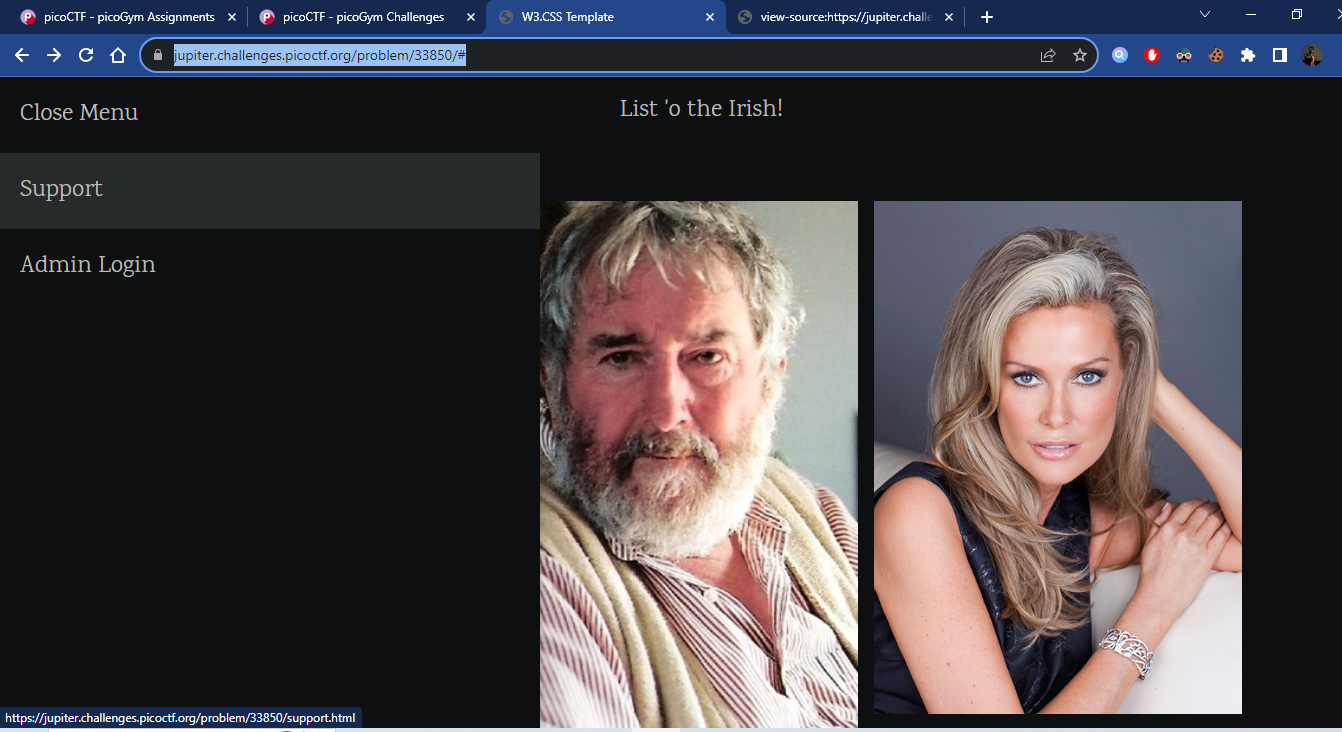 picoCTF - picoGym Assignments
picoCTF - picoGym Challenges
W3.CSS Template
view-source:https://jupiter.challe
jupiter.challenges.picoctf.org/problem/33850/#
Close Menu
List 'o the Irish!
Support
Admin Login
https://jupiter.challenges.picoctf.org/problem/33850/support.html